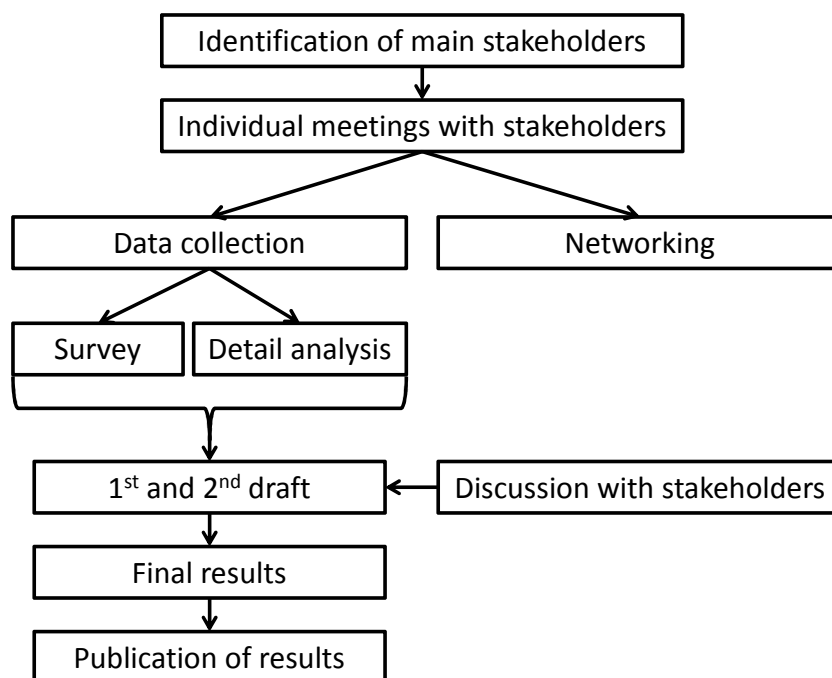 Identification of main stakeholders
Individual meetings with stakeholders
Data collection
Networking
Survey
Detail analysis
1st and 2nd draft
Discussion with stakeholders
Final results
Publication of results